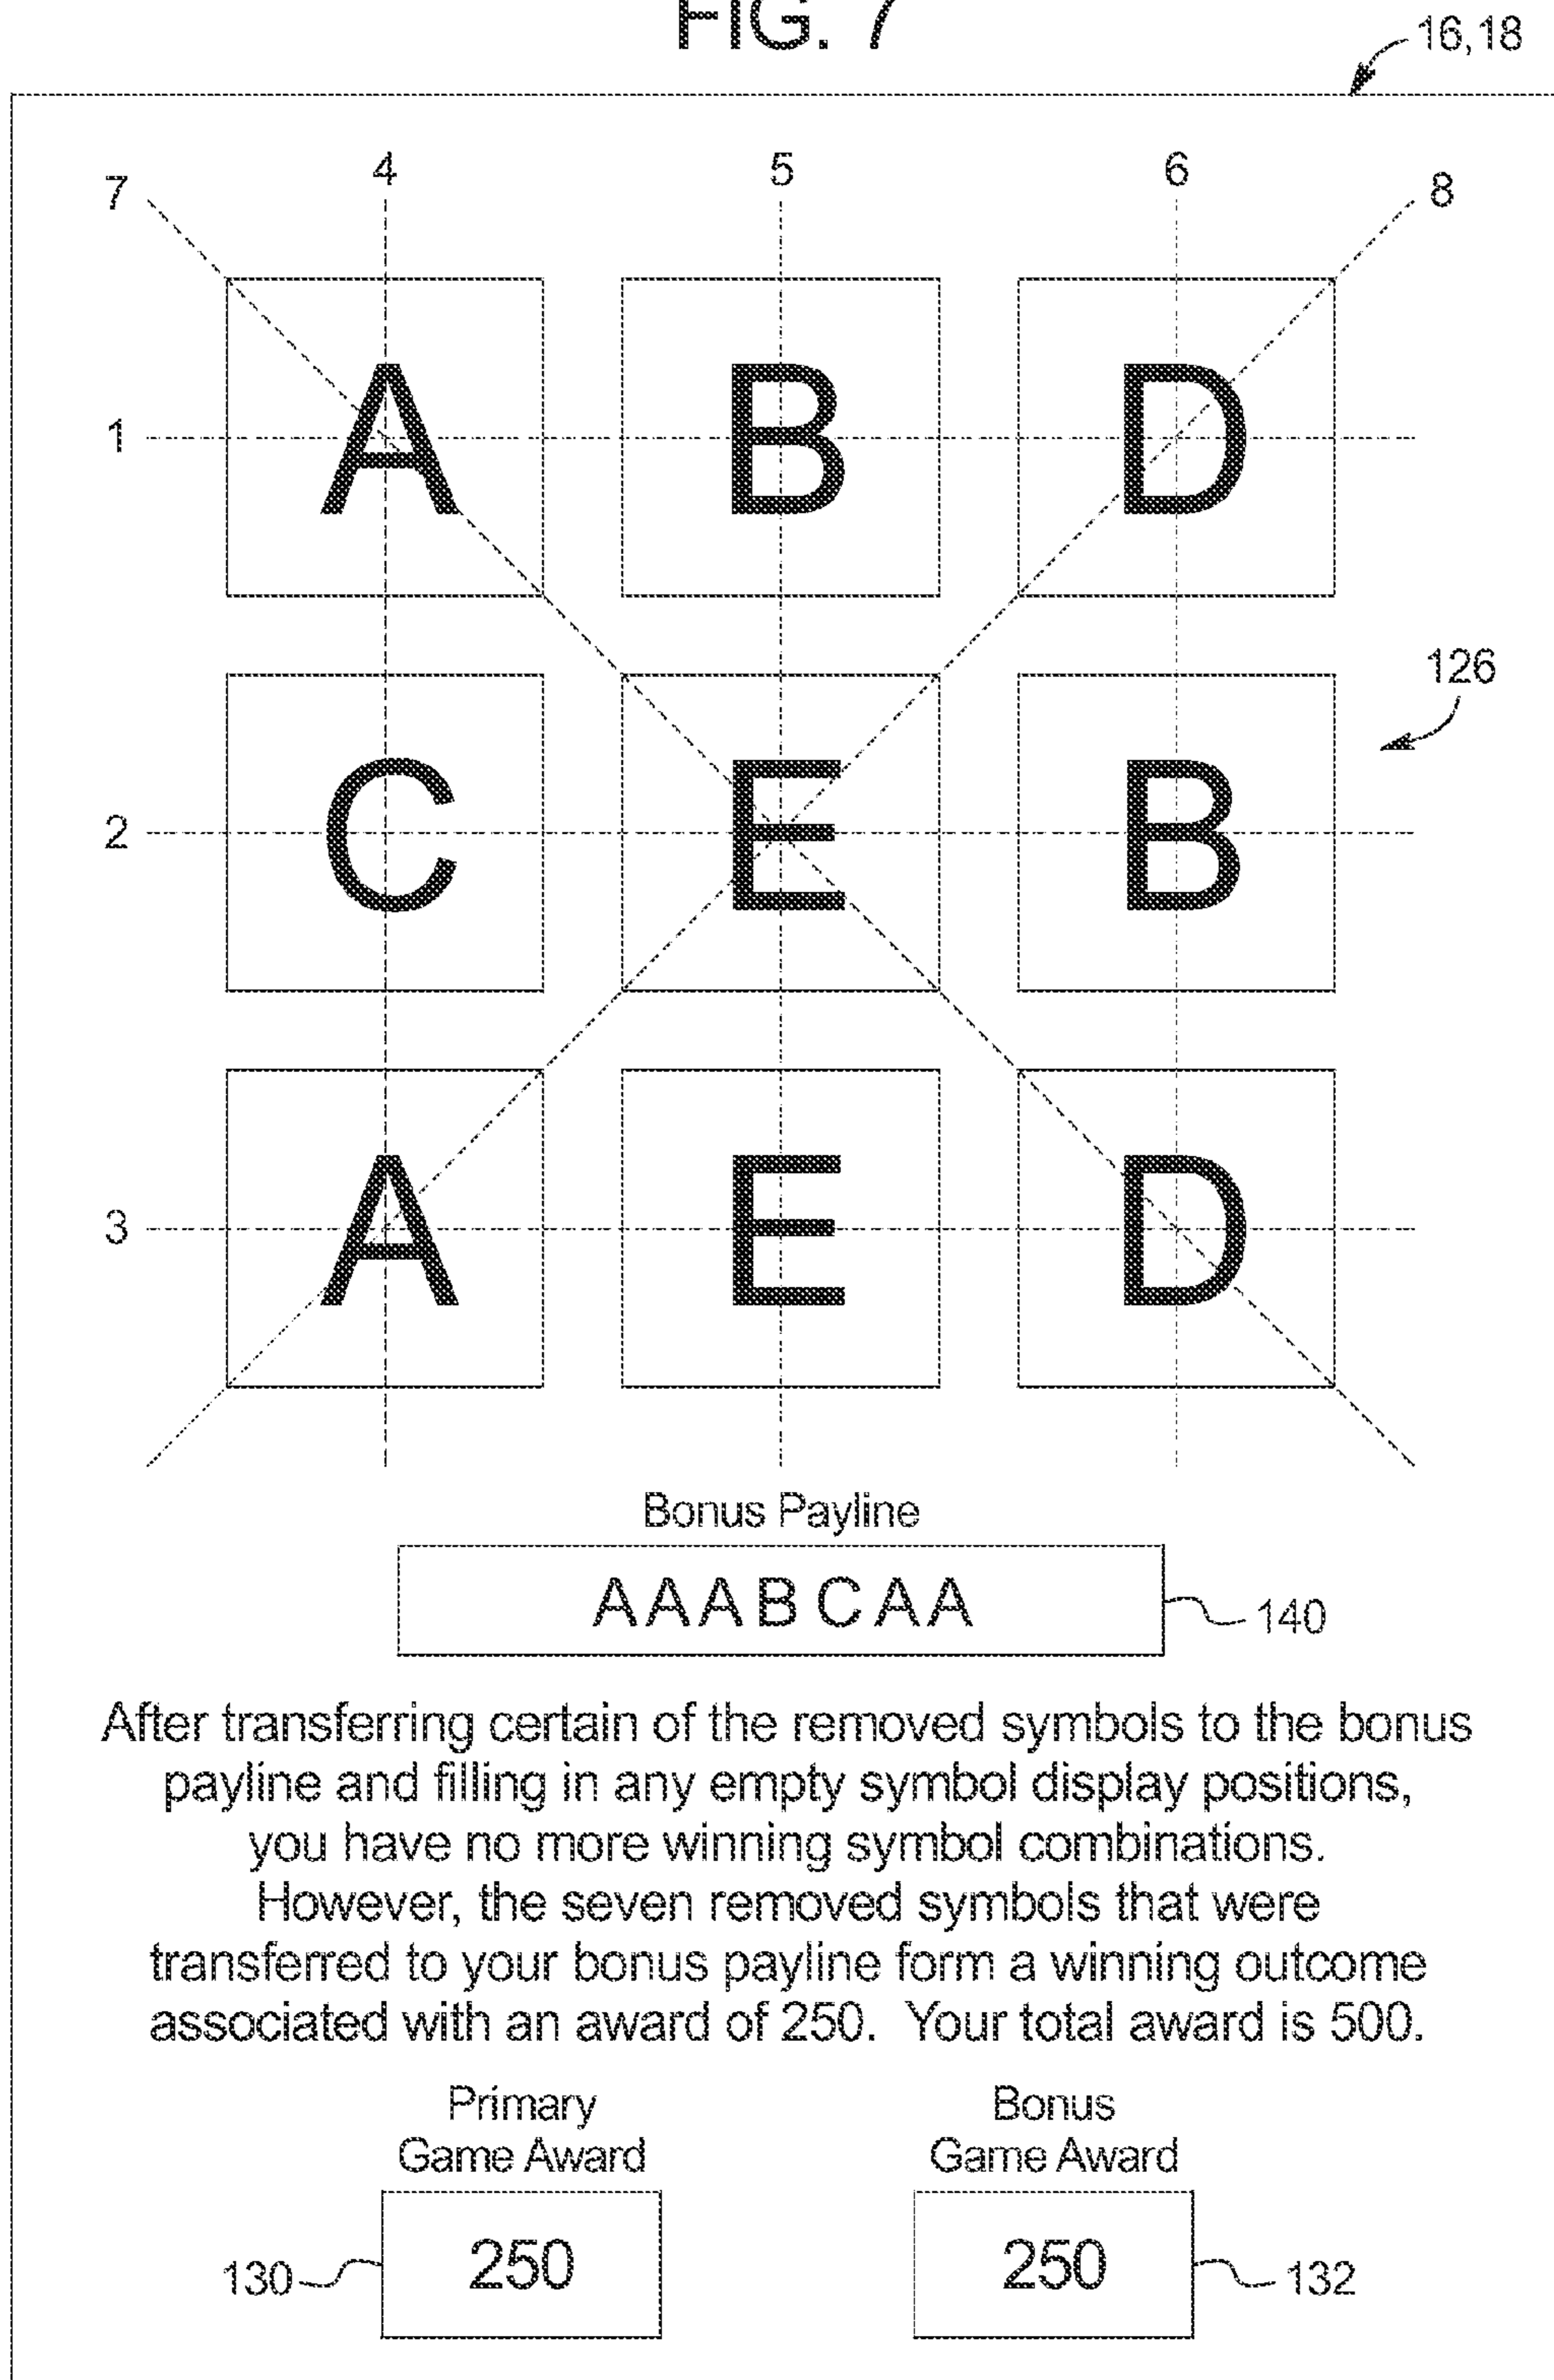 FIG. 7
16,18
7 4 5 6 8
1 A B D
126
2 C E B
3 A E D
Bonus Payline
AAABCAA
140
After transferring certain of the removed symbols to the bonus
payline and filling in any empty symbol display positions,
you have no more winning symbol combinations.
However, the seven removed symbols that were
transferred to your bonus payline form a winning outcome
associated with an award of 250. Your total award is 500.
Primary Bonus
Game Award Game Award
130 250 250 132